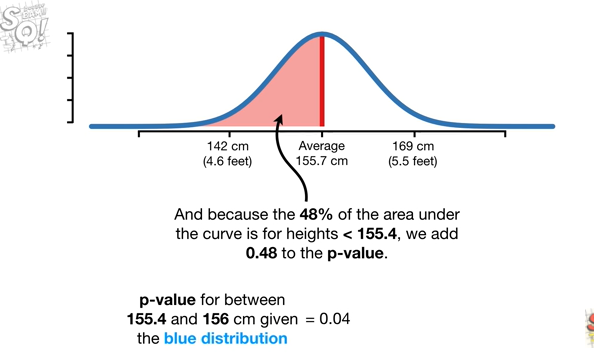 142 cm
(4.6 feet)
Average
155.7 cm
169 cm
(5.5 feet)
And because the 48% of the area under
the curve is for heights < 155.4, we add
0.48 to the p-value.
p-value for between
155.4 and 156 cm given = 0.04
the blue distribution